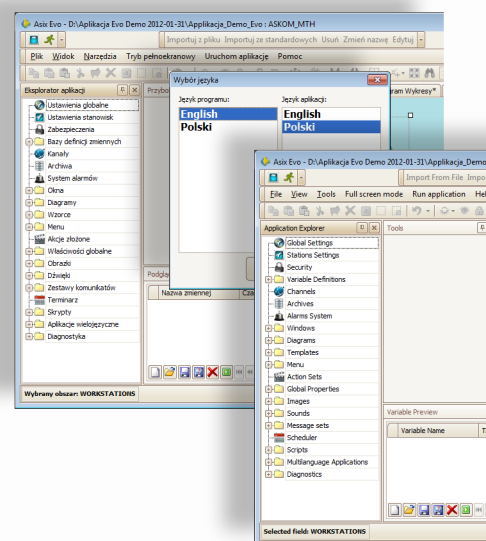 Asix Evo - D:\Aplikacja Evo Demo 2012-01-31\Applikacja_Demo_Evo : ASKOM_MTH
Importuj z pliku Importuj ze standardowych Usuń Zmień nazwę Edytuj
Plik Widok Narzędzia Tryb pełnoekranowy Uruchom aplikację Pomoc
Eksplorator aplikacji
Ustawienia globalne
Ustawienia stanowisk
Zabezpieczenia
Bazy definicji zmiennych
Kanały
Archiwa
System alarmów
Okna
Diagramy
Wzorce
Menu
Akcje złożone
Właściwości globalne
Obrazki
Dźwięki
Zestawy komunikatów
Terminarz
Skrypty
Aplikacje wielojęzyczne
Diagnostyka
Wybrany obszar: WORKSTATIONS
Nazwa zmiennej
Wykresy*
Wybór języka
Język programu:
English
Polski
Język aplikacji:
English
Polski
Asix Evo - D:\Aplikacja Evo Demo 2012-01-31\Applikacja_Demo
Import From File
File View Tools Full screen mode Run application
Application Explorer
Global Settings
Stations Settings
Security
Variable Definitions
Channels
Archives
Alarms System
Windows
Diagrams
Templates
Menu
Action Sets
Global Properties
Images
Sounds
Message sets
Scheduler
Scripts
Multilanguage Applications
Diagnostics
Selected field: WORKSTATIONS
Tools
Variable Preview
Variable Name